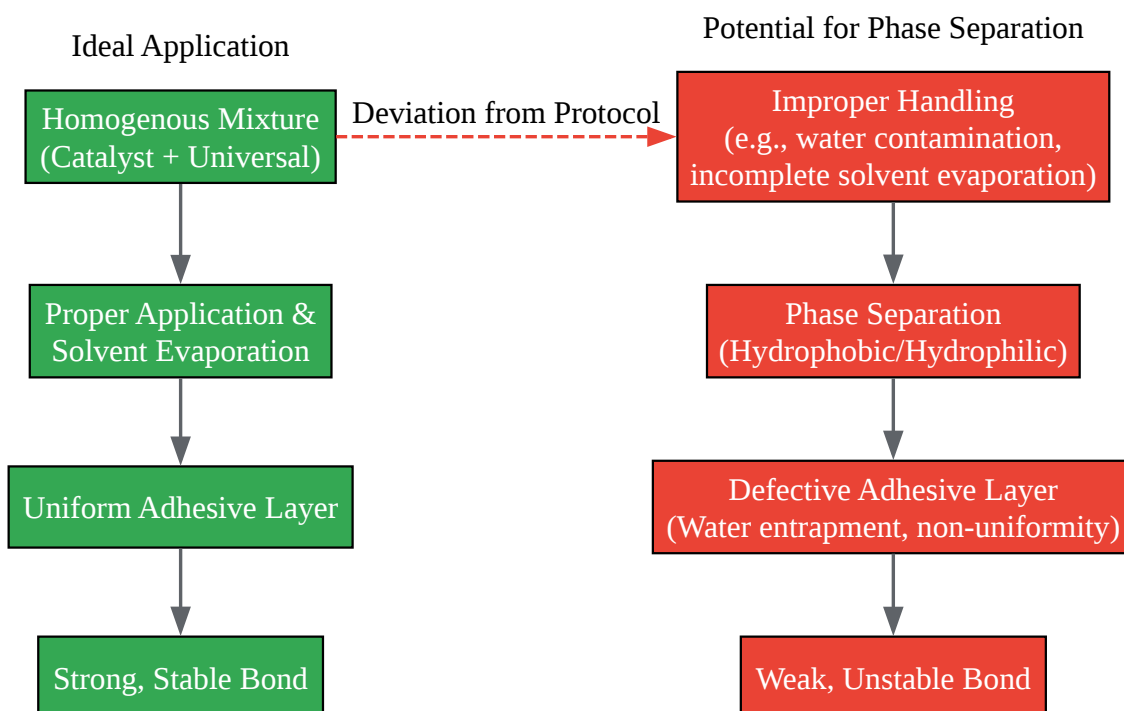 Ideal Application
Homogenous Mixture
(Catalyst + Universal)
Proper Application &
Solvent Evaporation
Uniform Adhesive Layer
Strong, Stable Bond
Deviation from Protocol
Potential for Phase Separation
Improper Handling
(e.g., water contamination,
incomplete solvent evaporation)
Phase Separation
(Hydrophobic/Hydrophilic)
Defective Adhesive Layer
(Water entrapment, non-uniformity)
Weak, Unstable Bond